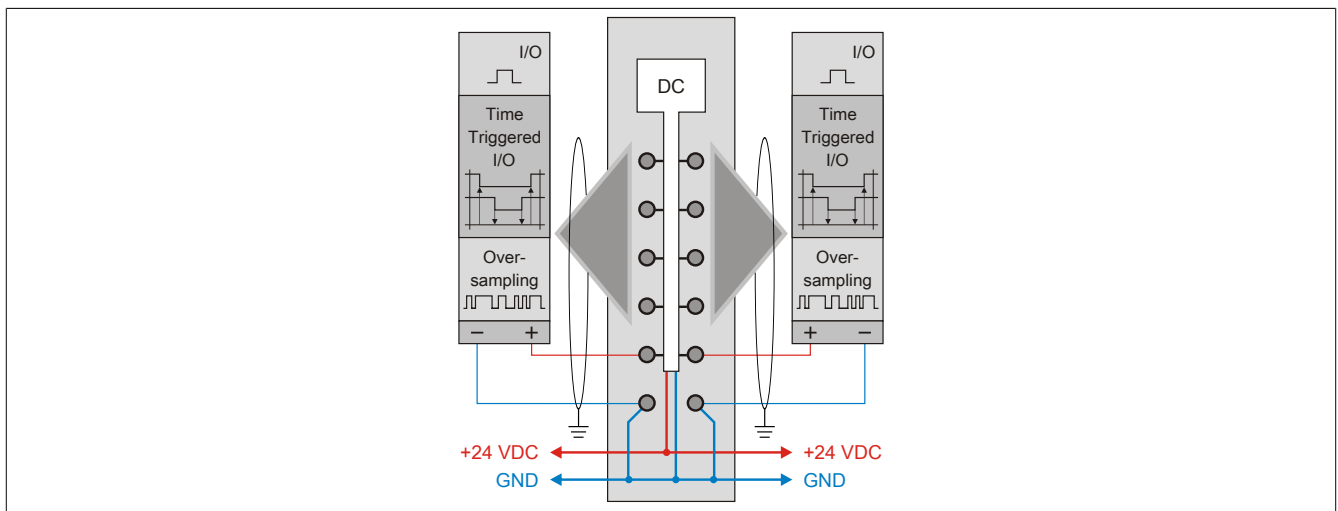 I/O
Time
Triggered
I/O
Over-
sampling
− +
DC
I/O
Time
Triggered
I/O
Over-
sampling
+ −
+24 VDC
GND
+24 VDC
GND